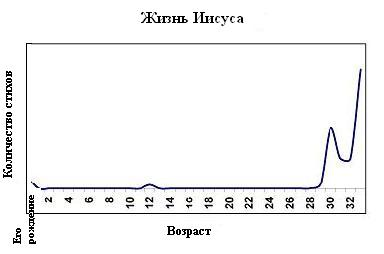 Жизнь Иисуса
Количество стихов
Его
рождение
2 4 6 8 10 12 14 16 18 20 22 24 26 28 30 32
Возраст